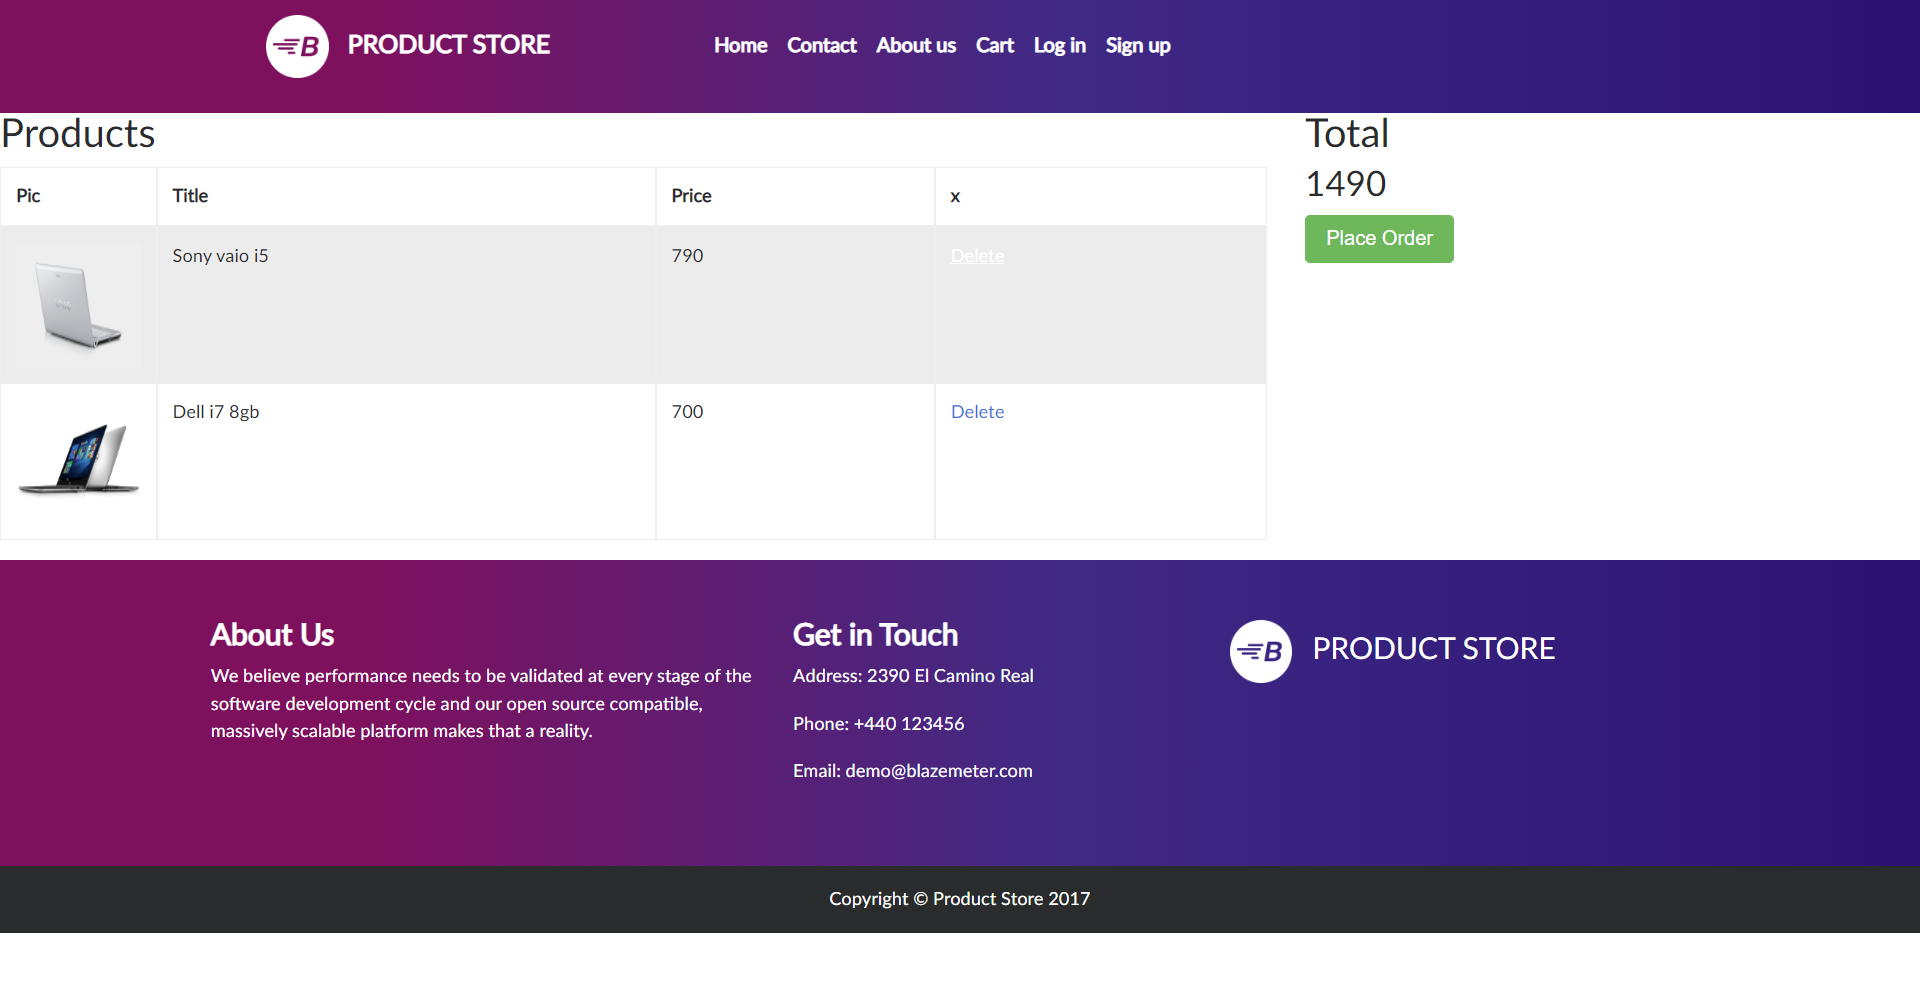 B PRODUCT STORE Home Contact About us Cart Log in Sign up
Products
Total
1490
Place Order
Pic Title Price x
Sony vaio i5 790 Delete
VAIO
Dell i7 8gb 700 Delete
About Us
We believe performance needs to be validated at every stage of the
software development cycle and our open source compatible,
massively scalable platform makes that a reality.
Get in Touch
Address: 2390 El Camino Real
Phone: +440 123456
Email: demo@blazemeter.com
B PRODUCT STORE
Copyright © Product Store 2017